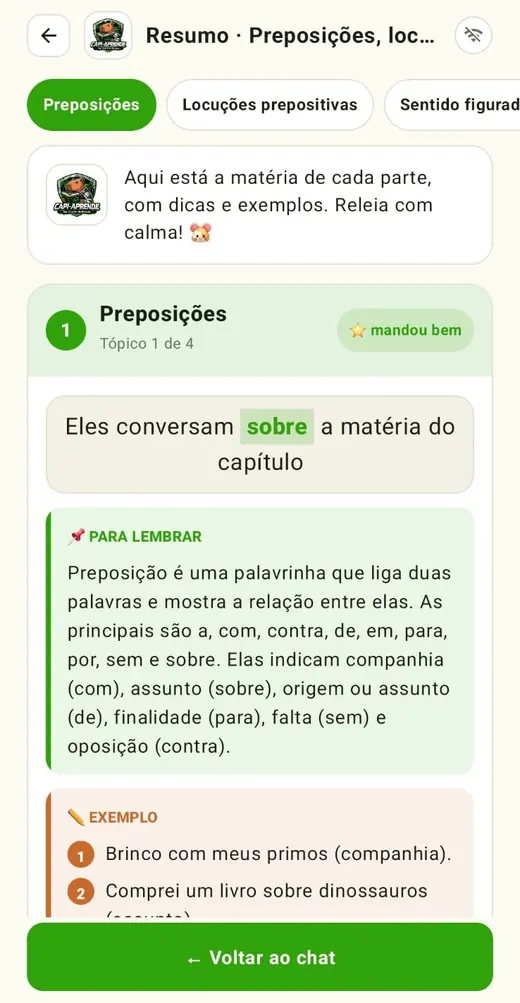 Resumo · Preposições, loc...
Preposições
Locuções prepositivas
Sentido figurad
CAPI-APRENDE
Aqui está a matéria de cada parte,
com dicas e exemplos. Releia com
calma! 🐹
1
Preposições
Tópico 1 de 4
⭐ mandou bem
Eles conversam sobre a matéria do
capítulo
📌 PARA LEMBRAR
Preposição é uma palavrinha que liga duas
palavras e mostra a relação entre elas. As
principais são a, com, contra, de, em, para,
por, sem e sobre. Elas indicam companhia
(com), assunto (sobre), origem ou assunto
(de), finalidade (para), falta (sem) e
oposição (contra).
✏️ EXEMPLO
1 Brinco com meus primos (companhia).
2 Comprei um livro sobre dinossauros
(assunto)
← Voltar ao chat